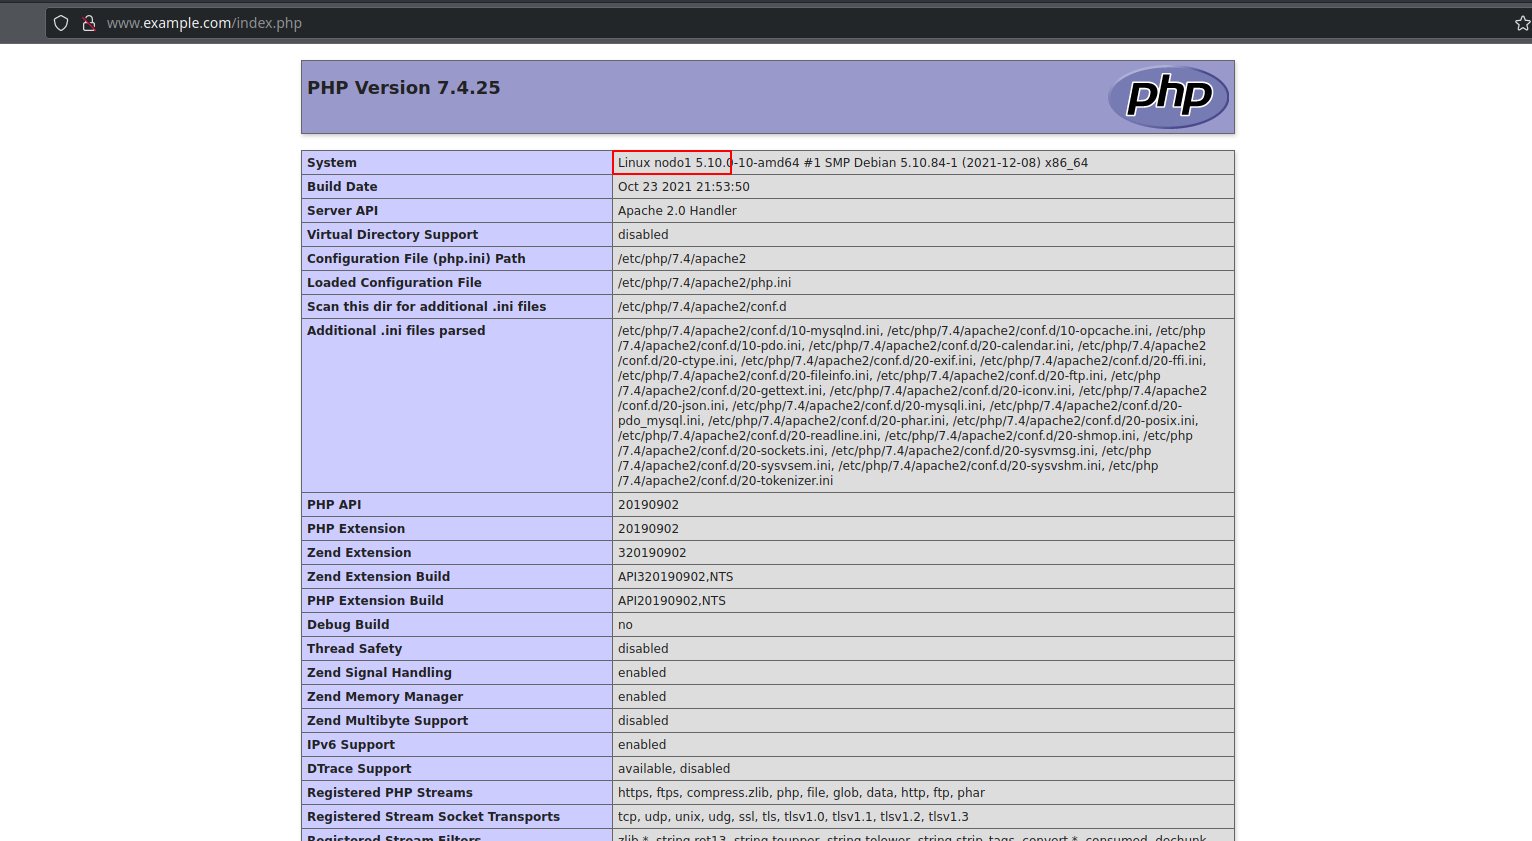 www.example.com/index.php
PHP Version 7.4.25
php
System Linux nodo1 5.10.0-10-amd64 #1 SMP Debian 5.10.84-1 (2021-12-08) x86_64
Build Date Oct 23 2021 21:53:50
Server API Apache 2.0 Handler
Virtual Directory Support disabled
Configuration File (php.ini) Path /etc/php/7.4/apache2
Loaded Configuration File /etc/php/7.4/apache2/php.ini
Scan this dir for additional .ini files /etc/php/7.4/apache2/conf.d
Additional .ini files parsed /etc/php/7.4/apache2/conf.d/10-mysqlnd.ini, /etc/php/7.4/apache2/conf.d/10-opcache.ini, /etc/php
/7.4/apache2/conf.d/10-pdo.ini, /etc/php/7.4/apache2/conf.d/20-calendar.ini, /etc/php/7.4/apache2
/conf.d/20-ctype.ini, /etc/php/7.4/apache2/conf.d/20-exif.ini, /etc/php/7.4/apache2/conf.d/20-ffi.ini,
/etc/php/7.4/apache2/conf.d/20-fileinfo.ini, /etc/php/7.4/apache2/conf.d/20-ftp.ini, /etc/php
/7.4/apache2/conf.d/20-gettext.ini, /etc/php/7.4/apache2/conf.d/20-iconv.ini, /etc/php/7.4/apache2
/conf.d/20-json.ini, /etc/php/7.4/apache2/conf.d/20-mysqli.ini, /etc/php/7.4/apache2/conf.d/20-
pdo_mysql.ini, /etc/php/7.4/apache2/conf.d/20-phar.ini, /etc/php/7.4/apache2/conf.d/20-posix.ini,
/etc/php/7.4/apache2/conf.d/20-readline.ini, /etc/php/7.4/apache2/conf.d/20-shmop.ini, /etc/php
/7.4/apache2/conf.d/20-sockets.ini, /etc/php/7.4/apache2/conf.d/20-sysvmsg.ini, /etc/php
/7.4/apache2/conf.d/20-sysvsem.ini, /etc/php/7.4/apache2/conf.d/20-sysvshm.ini, /etc/php
/7.4/apache2/conf.d/20-tokenizer.ini
PHP API 20190902
PHP Extension 20190902
Zend Extension 320190902
Zend Extension Build API320190902,NTS
PHP Extension Build API20190902,NTS
Debug Build no
Thread Safety disabled
Zend Signal Handling enabled
Zend Memory Manager enabled
Zend Multibyte Support disabled
IPv6 Support enabled
DTrace Support available, disabled
Registered PHP Streams https, ftps, compress.zlib, php, file, glob, data, http, ftp, phar
Registered Stream Socket Transports tcp, udp, unix, udg, ssl, tls, tlsv1.0, tlsv1.1, tlsv1.2, tlsv1.3
Registered Stream Filters zlib.*, string.rot13, string.toupper, string.tolower, string.strip_tags, convert.*, consumed, dechunk,